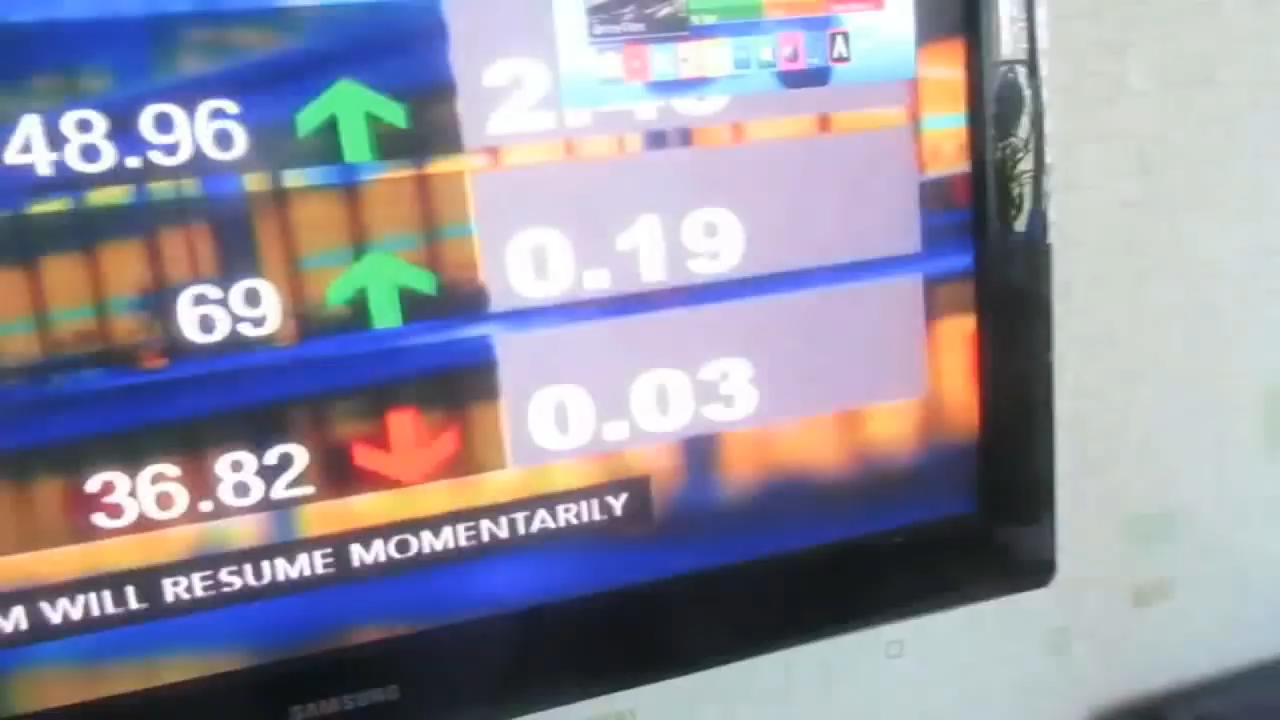 48.96
69 0.19
36.82 0.03
M WILL RESUME MOMENTARILY
SAMSUNG